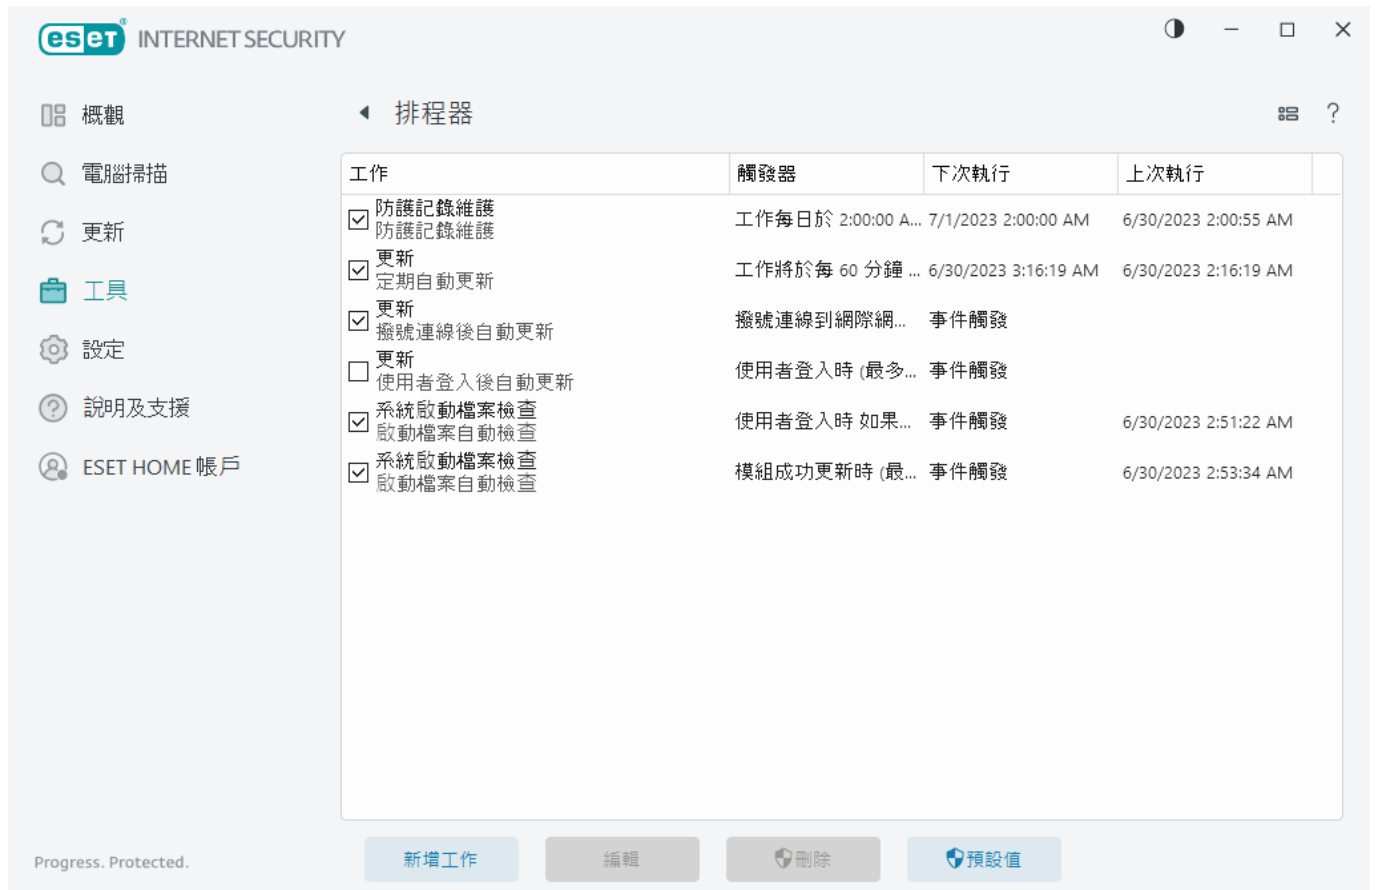 eset INTERNET SECURITY
概觀
電腦掃描
更新
工具
設定
說明及支援
ESET HOME 帳戶
排程器
?
工作 觸發器 下次執行 上次執行
防護記錄維護
防護記錄維護
工作每日於 2:00:00 A... 7/1/2023 2:00:00 AM 6/30/2023 2:00:55 AM
更新
定期自動更新
工作將於每 60 分鐘 ... 6/30/2023 3:16:19 AM 6/30/2023 2:16:19 AM
更新
撥號連線後自動更新
撥號連線到網際網... 事件觸發
更新
使用者登入後自動更新
使用者登入時 (最多... 事件觸發
系統啟動檔案檢查
啟動檔案自動檢查
使用者登入時 如果... 事件觸發 6/30/2023 2:51:22 AM
系統啟動檔案檢查
啟動檔案自動檢查
模組成功更新時 (最... 事件觸發 6/30/2023 2:53:34 AM
Progress. Protected.
新增工作 編輯 刪除 預設值